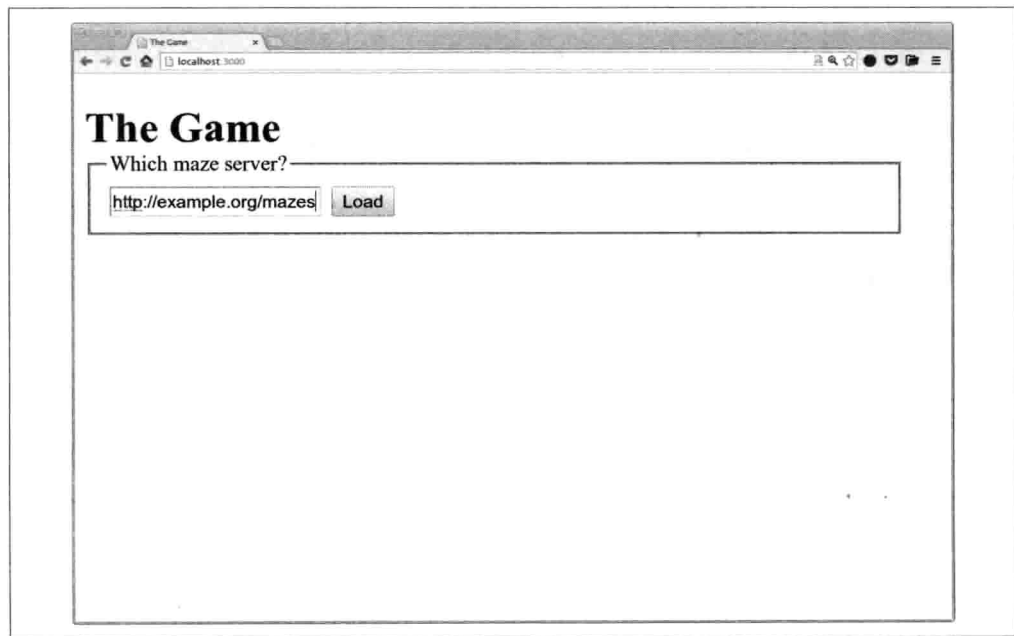 The Game
localhost:3000
The Game
Which maze server?
http://example.org/mazes Load